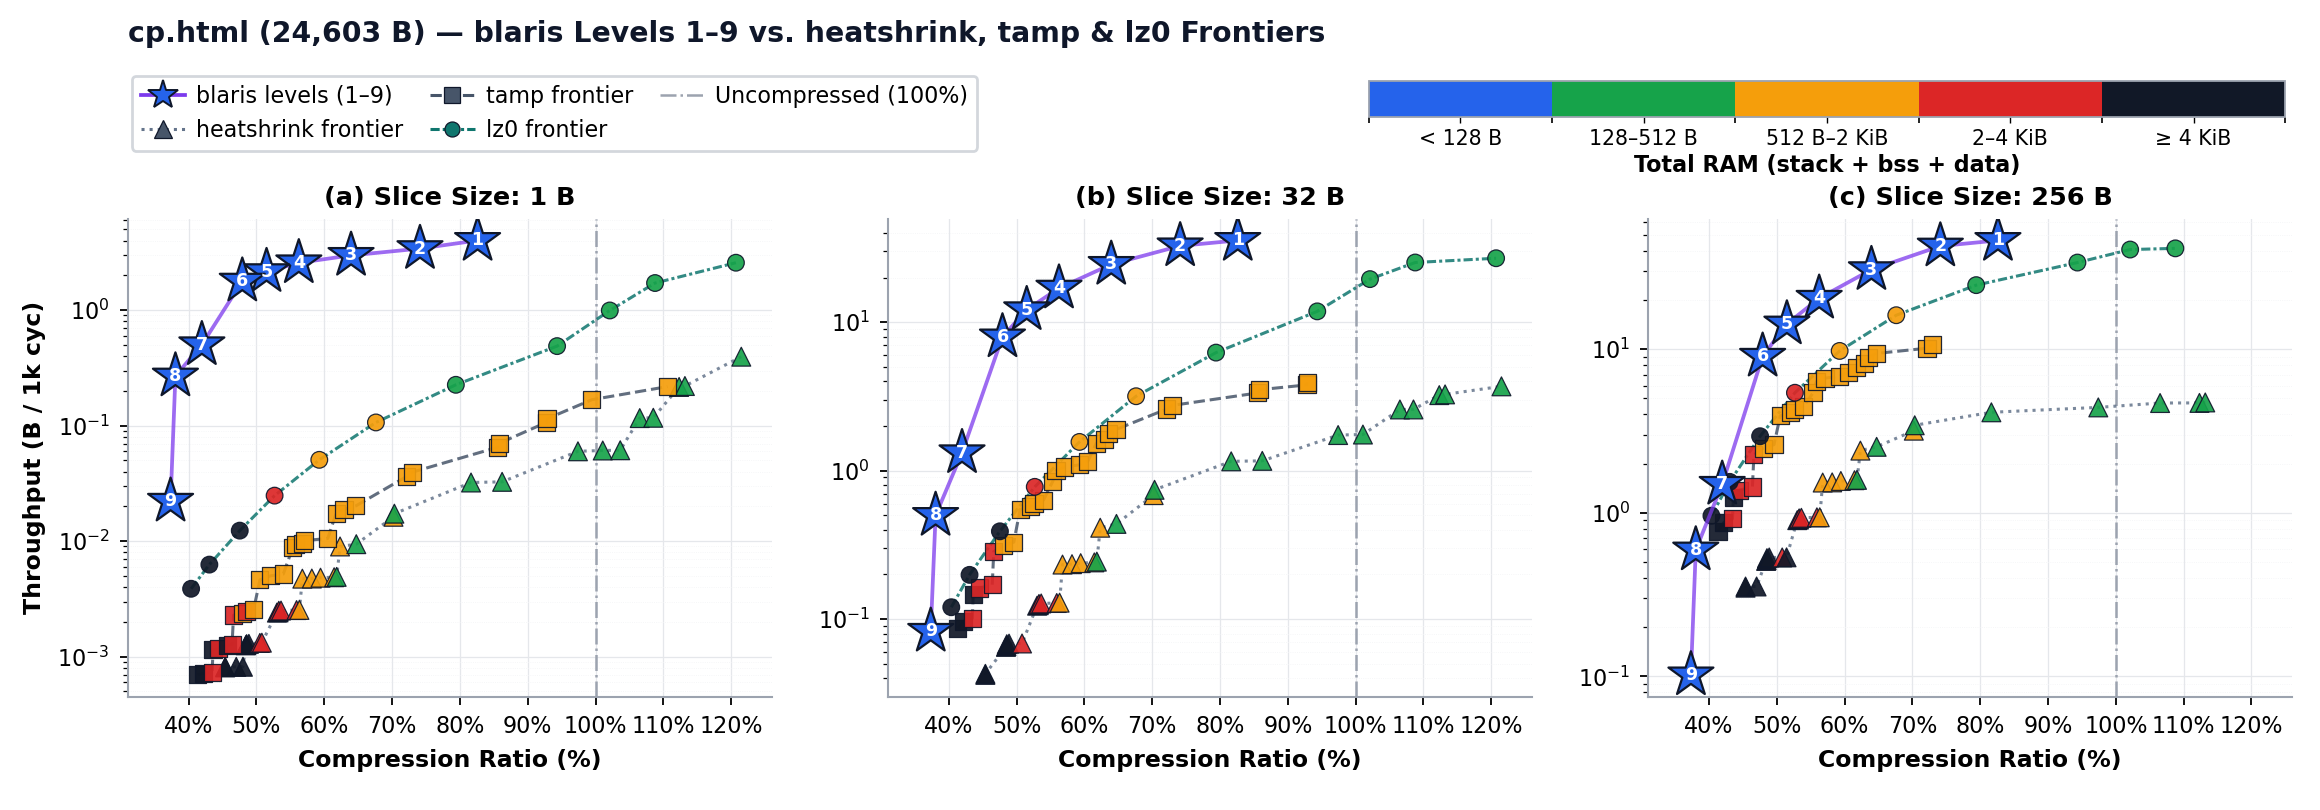 cp.html (24,603 B) — blaris Levels 1–9 vs. heatshrink, tamp & lz0 Frontiers
blaris levels (1–9)
heatshrink frontier
tamp frontier
lz0 frontier
Uncompressed (100%)
< 128 B
128–512 B
512 B–2 KiB
2–4 KiB
≥ 4 KiB
Total RAM (stack + bss + data)
(a) Slice Size: 1 B
Throughput (B / 1k cyc)
10⁰
10⁻¹
10⁻²
10⁻³
9 8 7 6 5 4 3 2 1
40% 50% 60% 70% 80% 90% 100% 110% 120%
Compression Ratio (%)
(b) Slice Size: 32 B
10¹
10⁰
10⁻¹
9 8 7 6 5 4 3 2 1
40% 50% 60% 70% 80% 90% 100% 110% 120%
Compression Ratio (%)
(c) Slice Size: 256 B
10¹
10⁰
10⁻¹
9 8 7 6 5 4 3 2 1
40% 50% 60% 70% 80% 90% 100% 110% 120%
Compression Ratio (%)